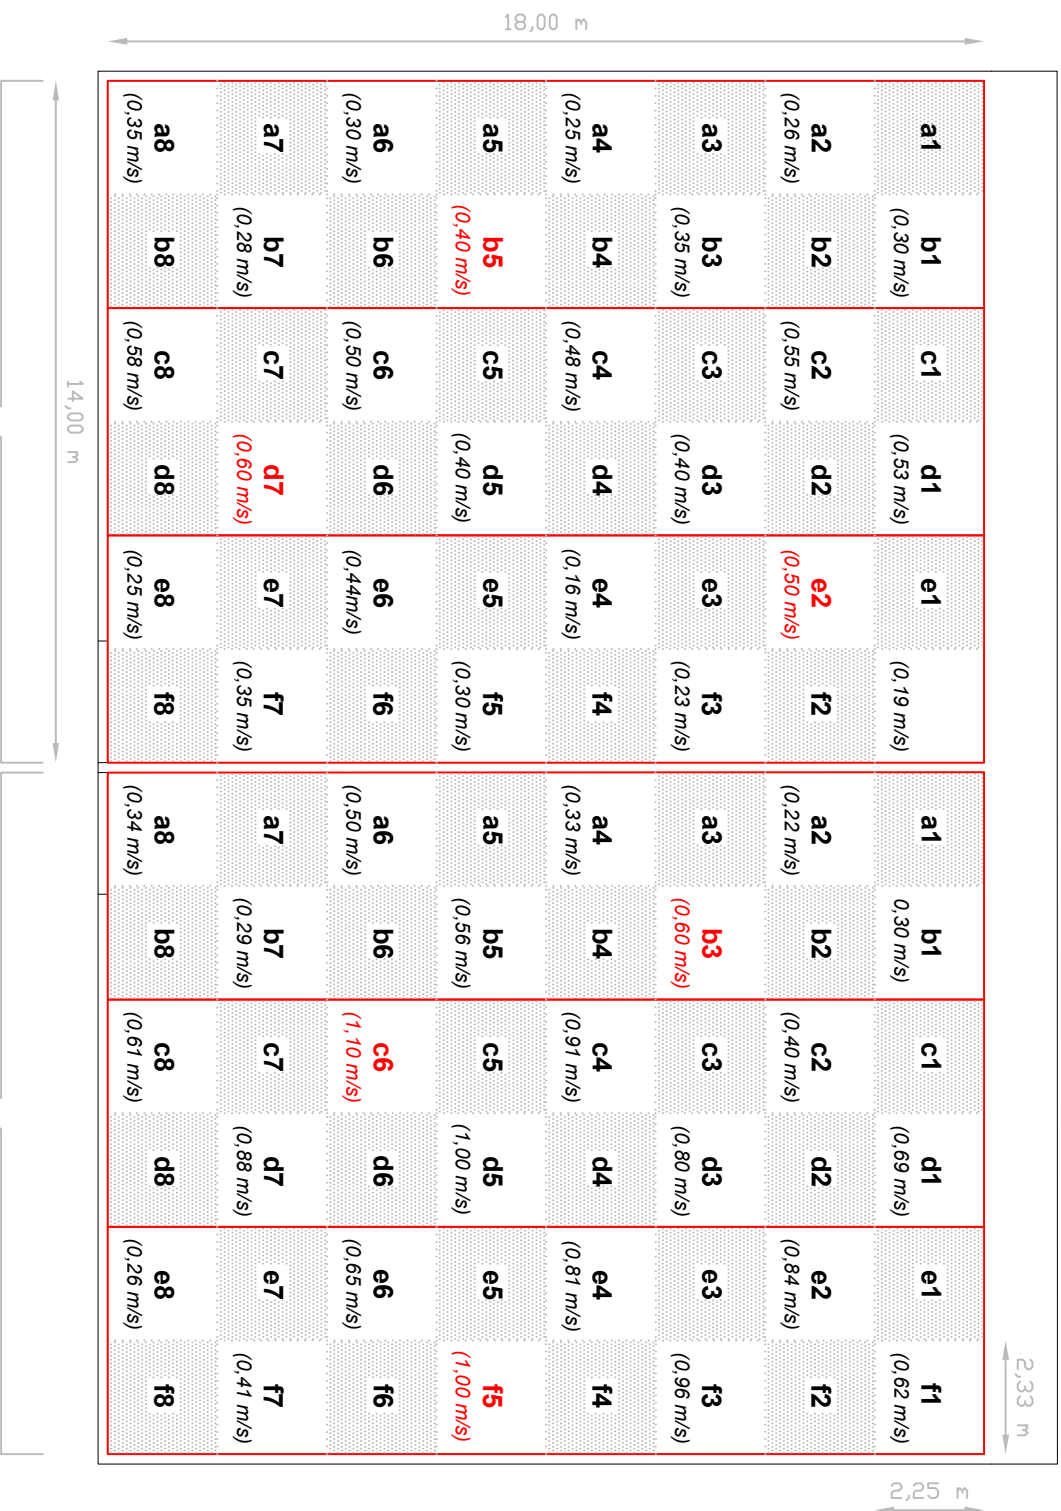 2,33 m
18,00 m
2,25 m
a1
b1
(0,30 m/s)
c1
d1
(0,53 m/s)
e1
(0,19 m/s)
a1
b1
0,30 m/s)
c1
d1
(0,69 m/s)
e1
f1
(0,62 m/s)
a2
(0,26 m/s)
b2
c2
(0,55 m/s)
d2
e2
(0,50 m/s)
f2
a2
(0,22 m/s)
b2
c2
(0,40 m/s)
d2
e2
(0,84 m/s)
f2
a3
b3
(0,35 m/s)
c3
d3
(0,40 m/s)
e3
f3
(0,23 m/s)
a3
b3
(0,60 m/s)
c3
d3
(0,80 m/s)
e3
f3
(0,96 m/s)
a4
(0,25 m/s)
b4
c4
(0,48 m/s)
d4
e4
(0,16 m/s)
f4
a4
(0,33 m/s)
b4
c4
(0,91 m/s)
d4
e4
(0,81 m/s)
f4
a5
b5
(0,40 m/s)
c5
d5
(0,40 m/s)
e5
f5
(0,30 m/s)
a5
b5
(0,56 m/s)
c5
d5
(1,00 m/s)
e5
f5
(1,00 m/s)
a6
(0,30 m/s)
b6
c6
(0,50 m/s)
d6
e6
(0,44m/s)
f6
a6
(0,50 m/s)
b6
c6
(1,10 m/s)
d6
e6
(0,65 m/s)
f6
a7
b7
(0,28 m/s)
c7
d7
(0,60 m/s)
e7
f7
(0,35 m/s)
a7
b7
(0,29 m/s)
c7
d7
(0,88 m/s)
e7
f7
(0,41 m/s)
a8
(0,35 m/s)
b8
c8
(0,58 m/s)
d8
e8
(0,25 m/s)
f8
a8
(0,34 m/s)
b8
c8
(0,61 m/s)
d8
e8
(0,26 m/s)
f8
14,00 m